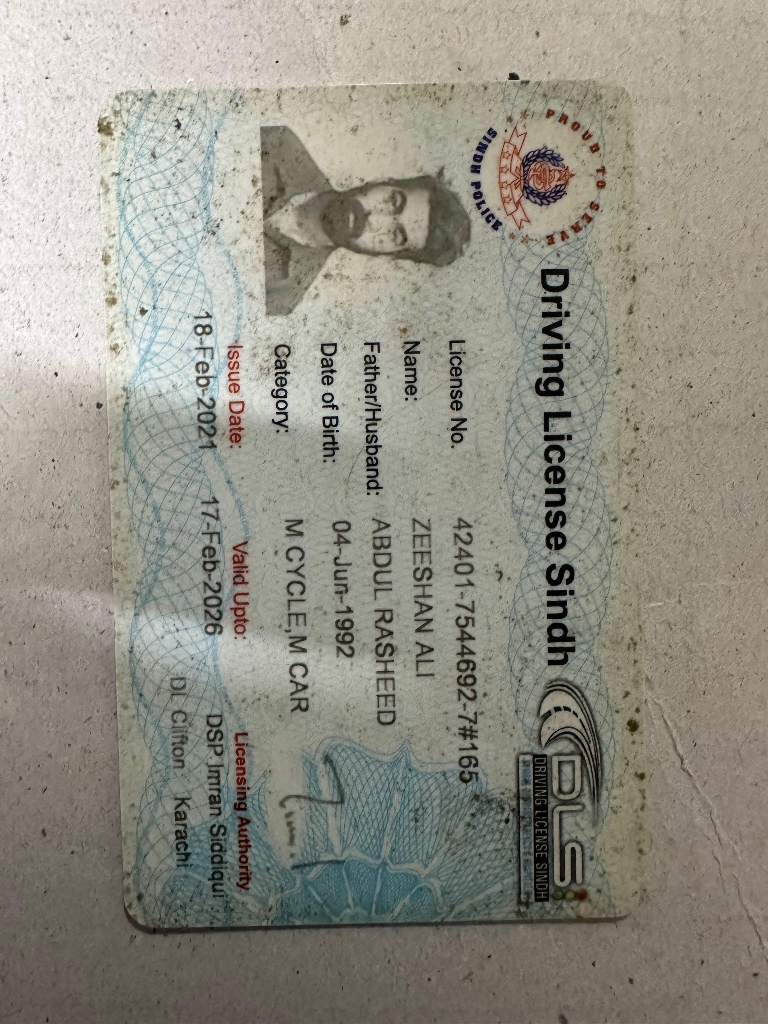 PROUD TO SERVE
SINDH POLICE
Driving License Sindh
DLS
DRIVING LICENSE SINDH
License No. 42401-7544692-7#165
Name: ZEESHAN ALI
Father/Husband: ABDUL RASHEED
Date of Birth: 04-Jun-1992
Category: M CYCLE,M CAR
Issue Date: Valid Upto: Licensing Authority
18-Feb-2021 17-Feb-2026 DSP Imran Siddiqui
DL Clifton Karachi